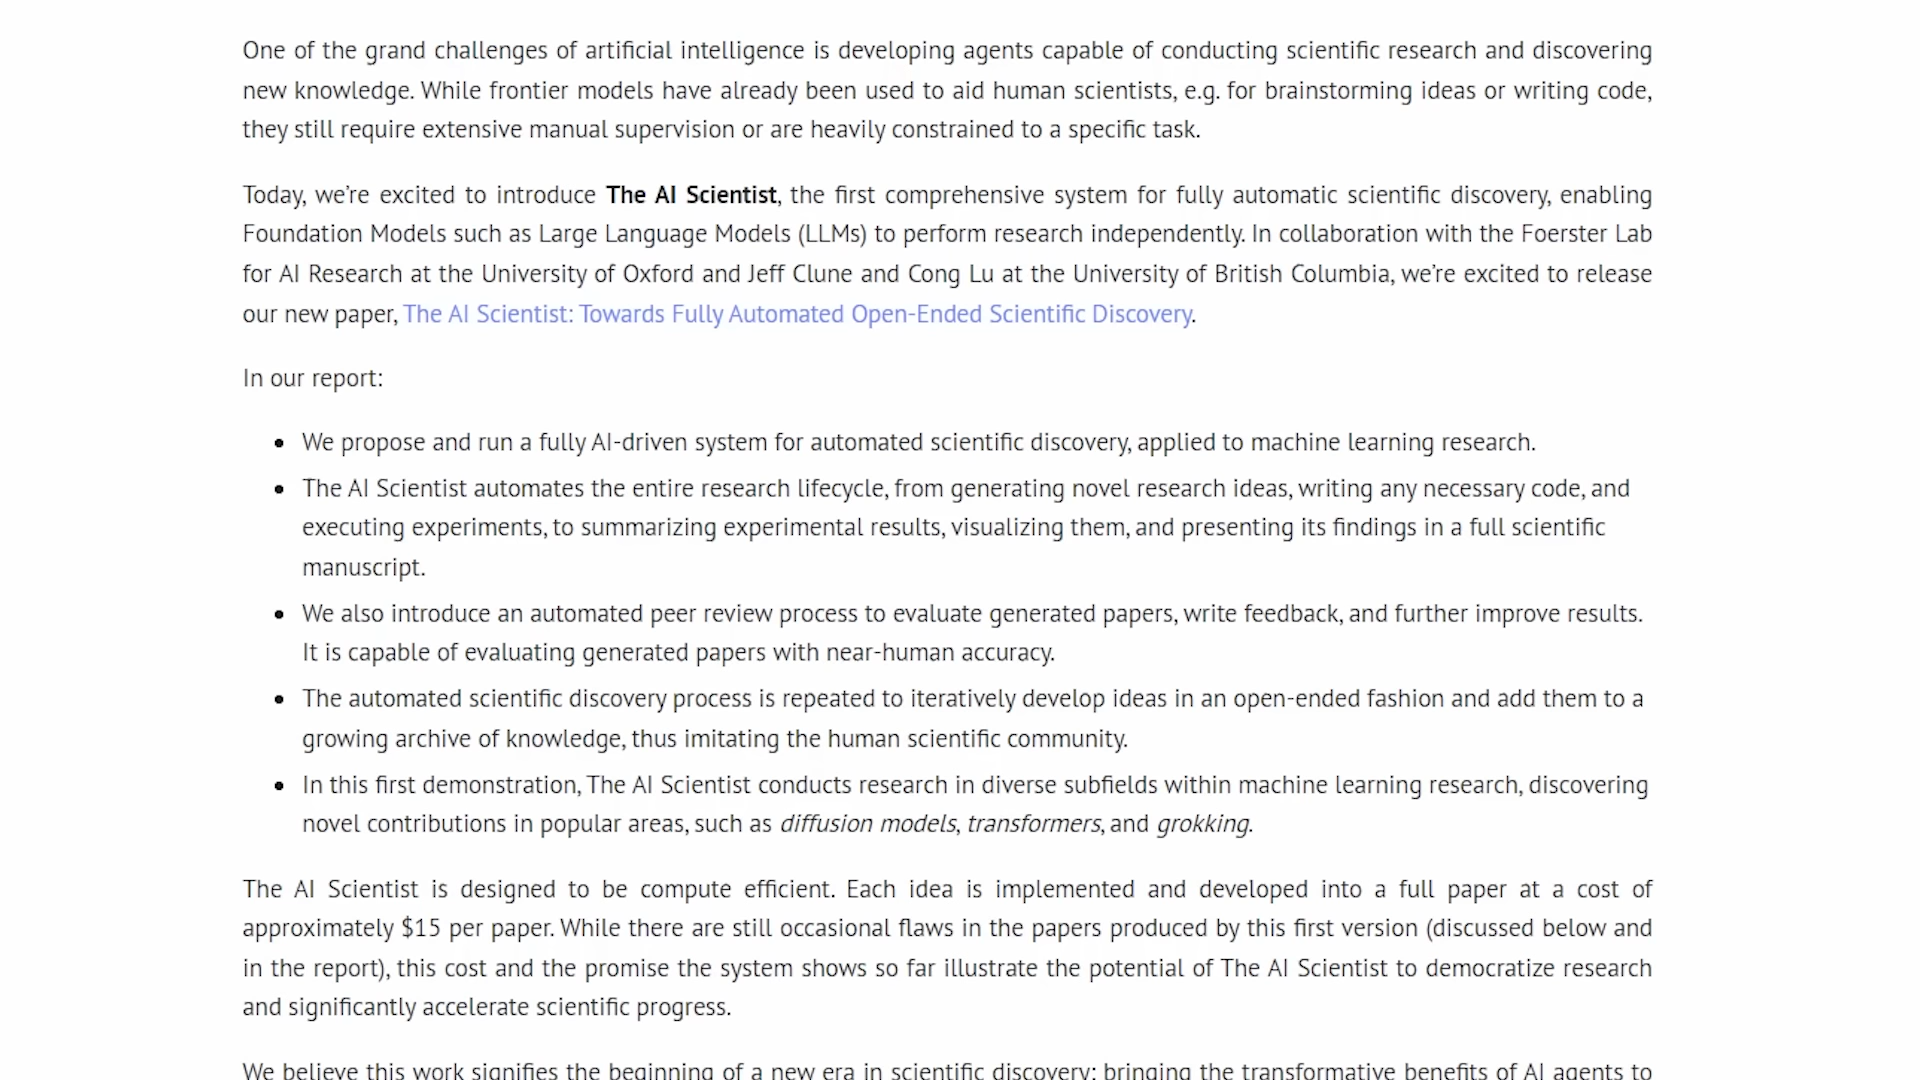 One of the grand challenges of artificial intelligence is developing agents capable of conducting scientific research and discovering
new knowledge. While frontier models have already been used to aid human scientists, e.g. for brainstorming ideas or writing code,
they still require extensive manual supervision or are heavily constrained to a specific task.
Today, we’re excited to introduce The AI Scientist, the first comprehensive system for fully automatic scientific discovery, enabling
Foundation Models such as Large Language Models (LLMs) to perform research independently. In collaboration with the Foerster Lab
for AI Research at the University of Oxford and Jeff Clune and Cong Lu at the University of British Columbia, we’re excited to release
our new paper, The AI Scientist: Towards Fully Automated Open-Ended Scientific Discovery.
In our report:
• We propose and run a fully AI-driven system for automated scientific discovery, applied to machine learning research.
• The AI Scientist automates the entire research lifecycle, from generating novel research ideas, writing any necessary code, and
executing experiments, to summarizing experimental results, visualizing them, and presenting its findings in a full scientific
manuscript.
• We also introduce an automated peer review process to evaluate generated papers, write feedback, and further improve results.
It is capable of evaluating generated papers with near-human accuracy.
• The automated scientific discovery process is repeated to iteratively develop ideas in an open-ended fashion and add them to a
growing archive of knowledge, thus imitating the human scientific community.
• In this first demonstration, The AI Scientist conducts research in diverse subfields within machine learning research, discovering
novel contributions in popular areas, such as diffusion models, transformers, and grokking.
The AI Scientist is designed to be compute efficient. Each idea is implemented and developed into a full paper at a cost of
approximately $15 per paper. While there are still occasional flaws in the papers produced by this first version (discussed below and
in the report), this cost and the promise the system shows so far illustrate the potential of The AI Scientist to democratize research
and significantly accelerate scientific progress.
We believe this work signifies the beginning of a new era in scientific discovery: bringing the transformative benefits of AI agents to